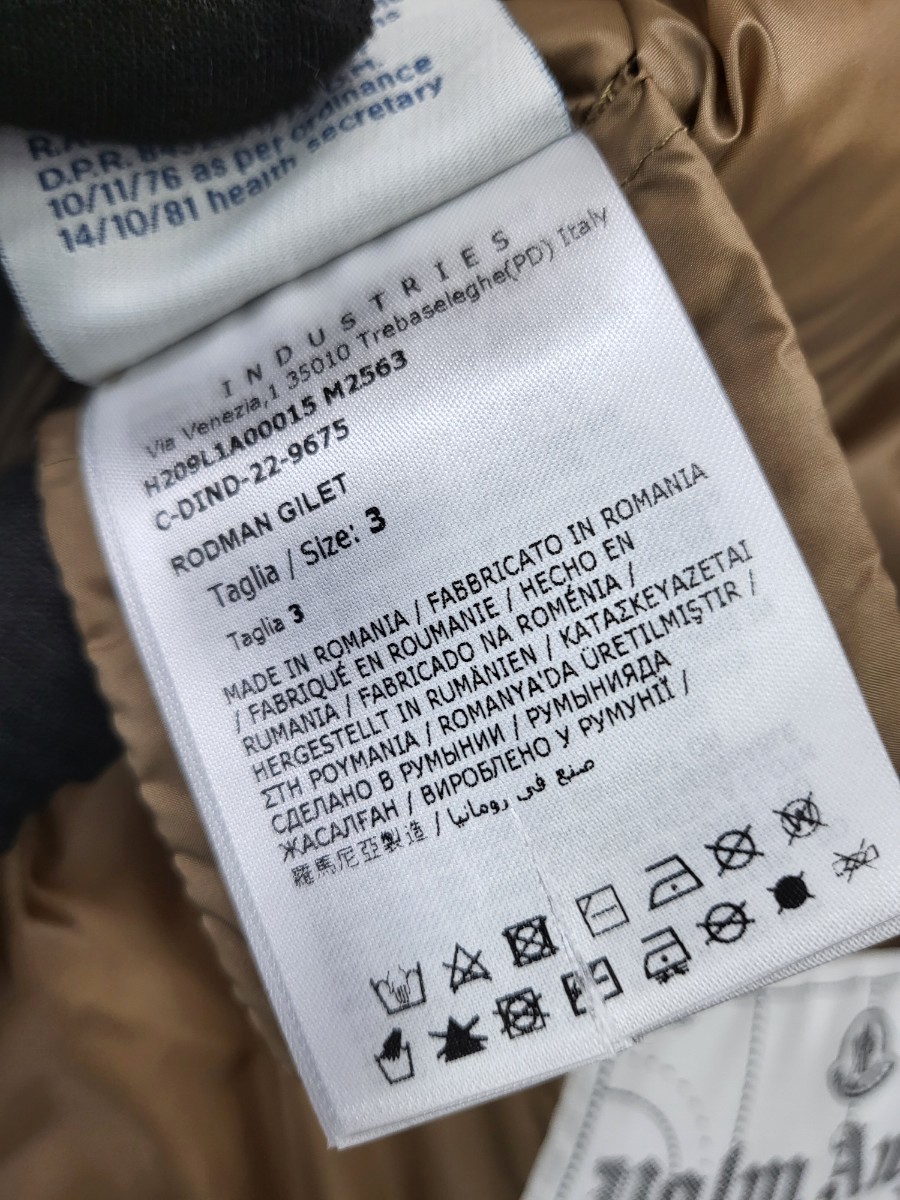 D.P.R.
as per ordinance
10/11/76
health secretary
14/10/81
INDUSTRIES
Via Venezia,1 35010 Trebaseleghe(PD) Italy
H209L1A00015 M2563
C-DIND-22-9675
RODMAN GILET
Taglia / Size: 3
Taglia 3
MADE IN ROMANIA / FABBRICATO IN ROMANIA
/ FABRIQUÉ EN ROUMANIE / HECHO EN
RUMANIA / FABRICADO NA ROMÉNIA /
HERGESTELLT IN RUMÄNIEN / ΚΑΤΑΣΚΕΥΑΖΕΤΑΙ
ΣΤΗ ΡΟΥΜΑΝΙΑ / ROMANYA'DA ÜRETILMIŞTIR /
СДЕЛАНО В РУМЫНИИ / РУМЫНИЯДА
ЖАСАЛҒАН / ВИРОБЛЕНО У РУМУНІЇ /
羅馬尼亞製造 / صنع في رومانيا
Palm An